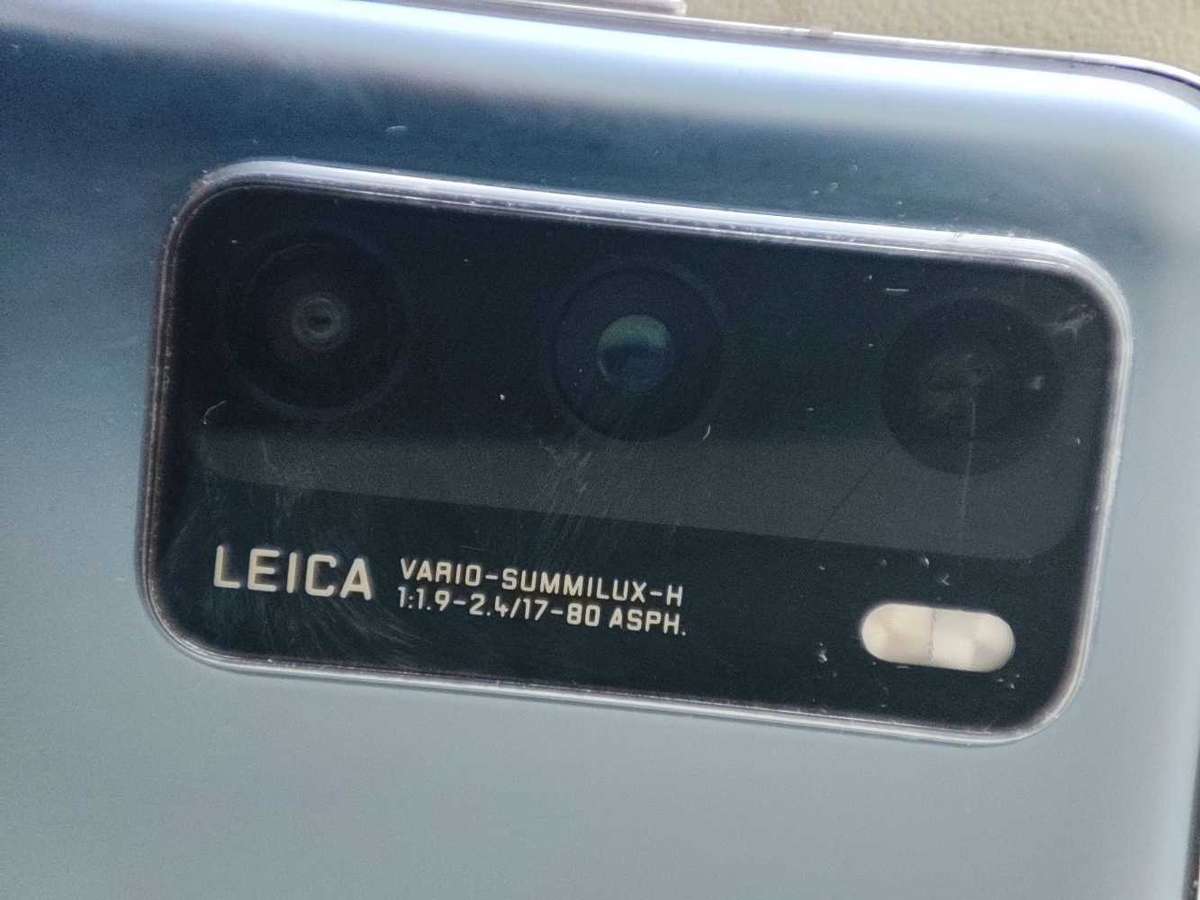 LEICA
VARIO-SUMMILUX-H
1:1.9-2.4/17-80 ASPH.